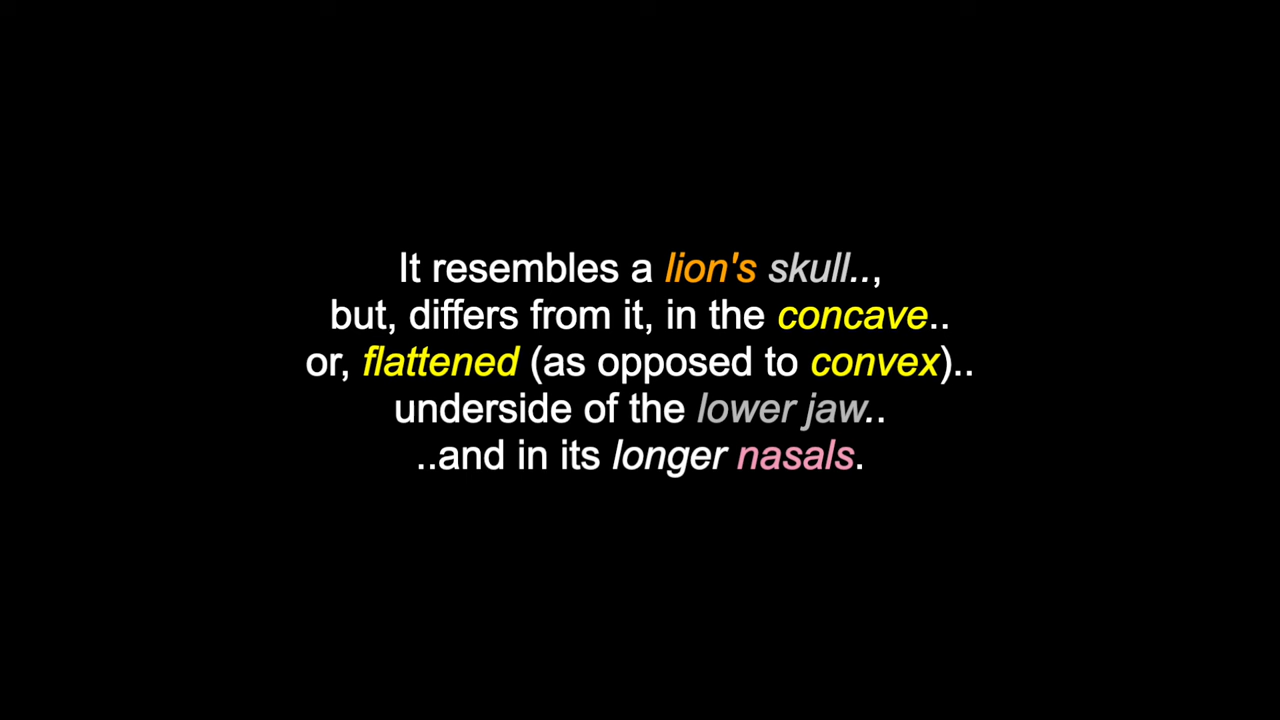 It resembles a lion's skull..,
but, differs from it, in the concave..
or, flattened (as opposed to convex)..
underside of the lower jaw..
..and in its longer nasals.